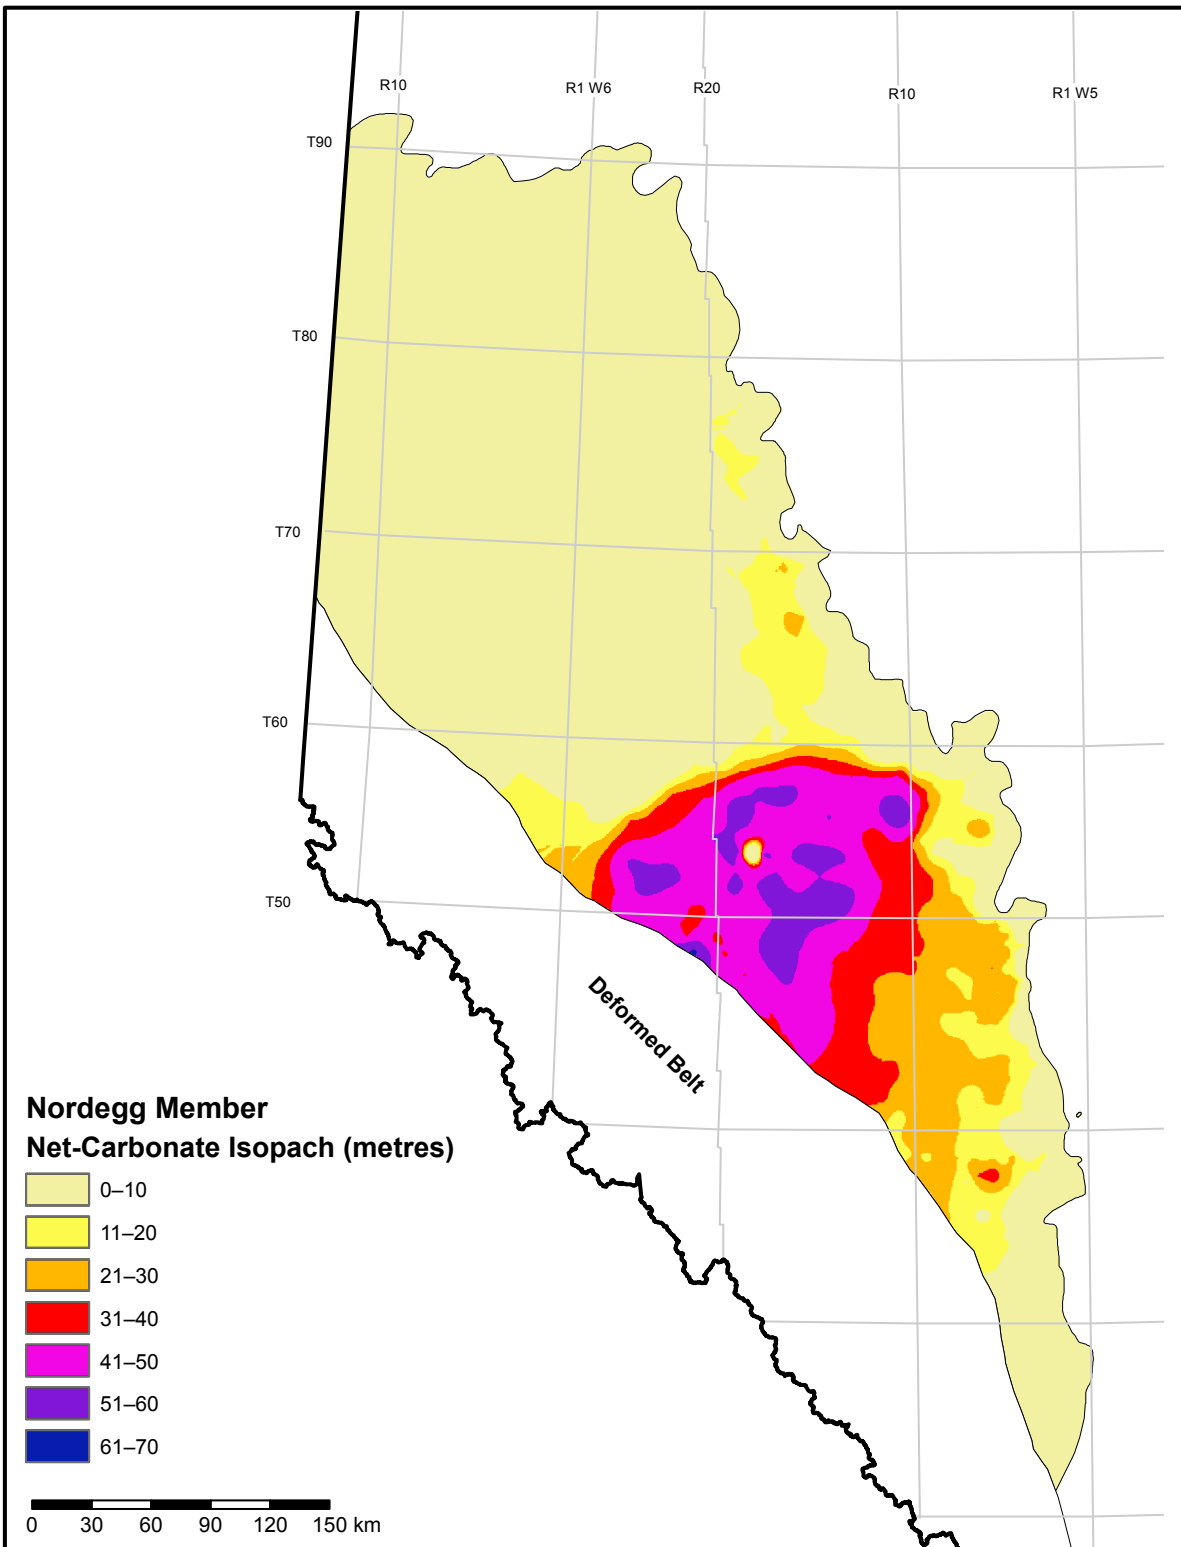 R10
R1 W6
R20
R10
R1 W5
T90
T80
T70
T60
T50
Deformed Belt
Nordegg Member
Net-Carbonate Isopach (metres)
0–10
11–20
21–30
31–40
41–50
51–60
61–70
0 30 60 90 120 150 km